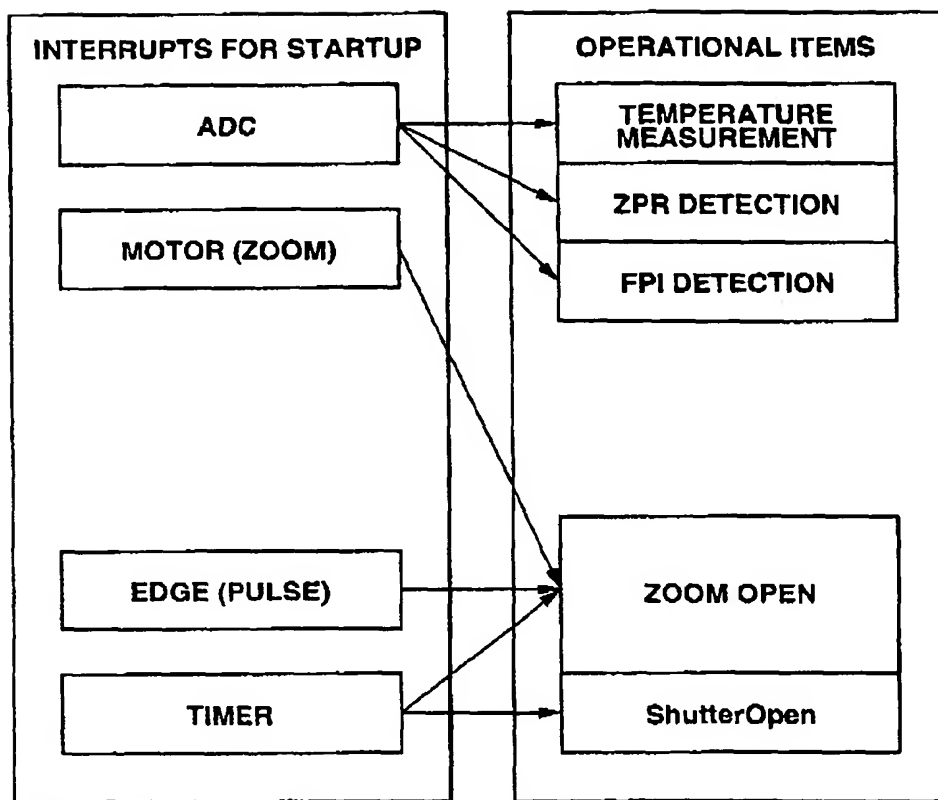 INTERRUPTS FOR STARTUP
ADC
MOTOR (ZOOM)
EDGE (PULSE)
TIMER
OPERATIONAL ITEMS
TEMPERATURE
MEASUREMENT
ZPR DETECTION
FPI DETECTION
ZOOM OPEN
ShutterOpen